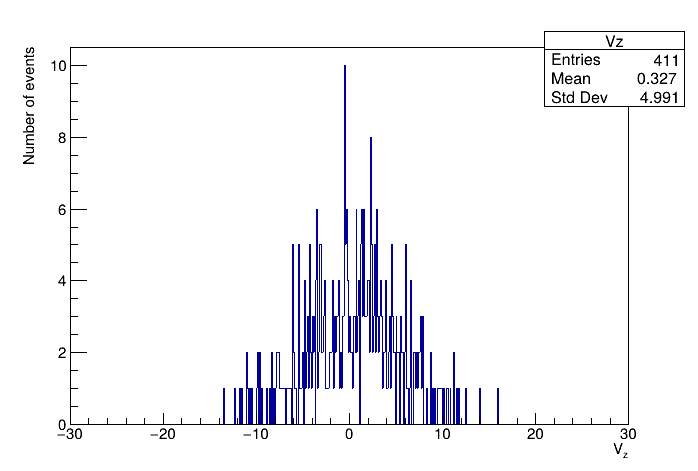 Vz
Entries 411
Mean 0.327
Std Dev 4.991
Number of events
10
8
6
4
2
0
−30 −20 −10 0 10 20 30
Vz